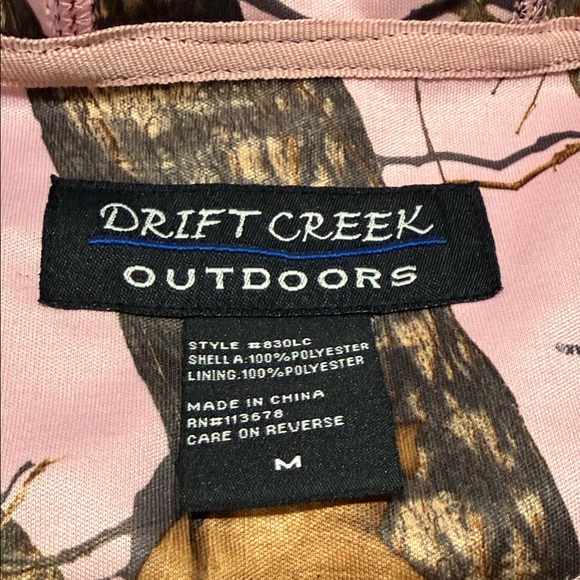 DRIFT CREEK
OUTDOORS
STYLE #830LC
SHELL A:100%POLYESTER
LINING:100%POLYESTER
MADE IN CHINA
RN#113678
CARE ON REVERSE
M